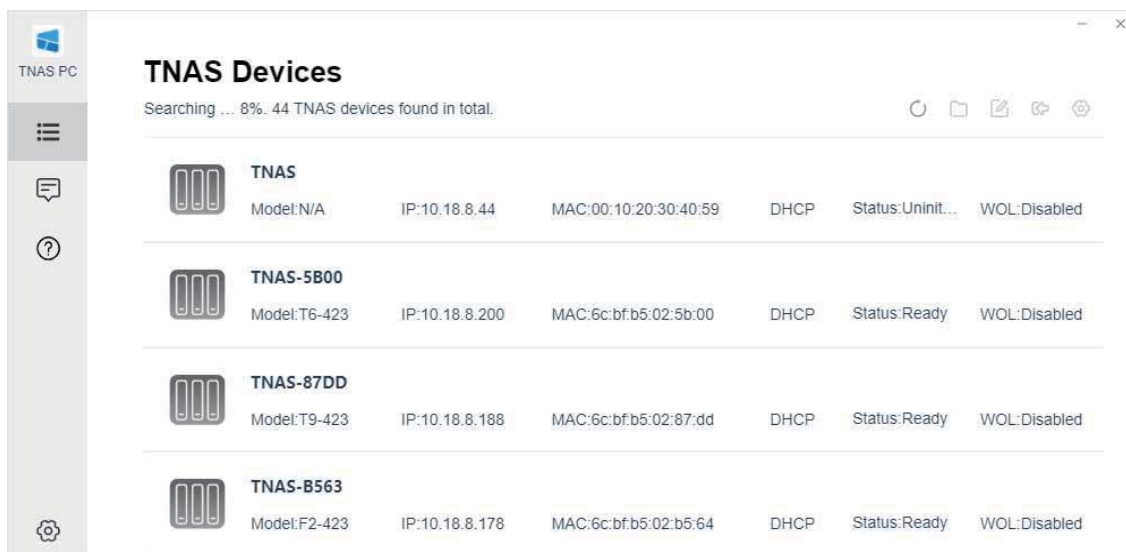 TNAS PC
TNAS Devices
Searching ... 8%. 44 TNAS devices found in total.
TNAS
Model:N/A IP:10.18.8.44 MAC:00:10:20:30:40:59 DHCP Status:Uninit... WOL:Disabled
TNAS-5B00
Model:T6-423 IP:10.18.8.200 MAC:6c:bf:b5:02:5b:00 DHCP Status:Ready WOL:Disabled
TNAS-87DD
Model:T9-423 IP:10.18.8.188 MAC:6c:bf:b5:02:87:dd DHCP Status:Ready WOL:Disabled
TNAS-B563
Model:F2-423 IP:10.18.8.178 MAC:6c:bf:b5:02:b5:64 DHCP Status:Ready WOL:Disabled